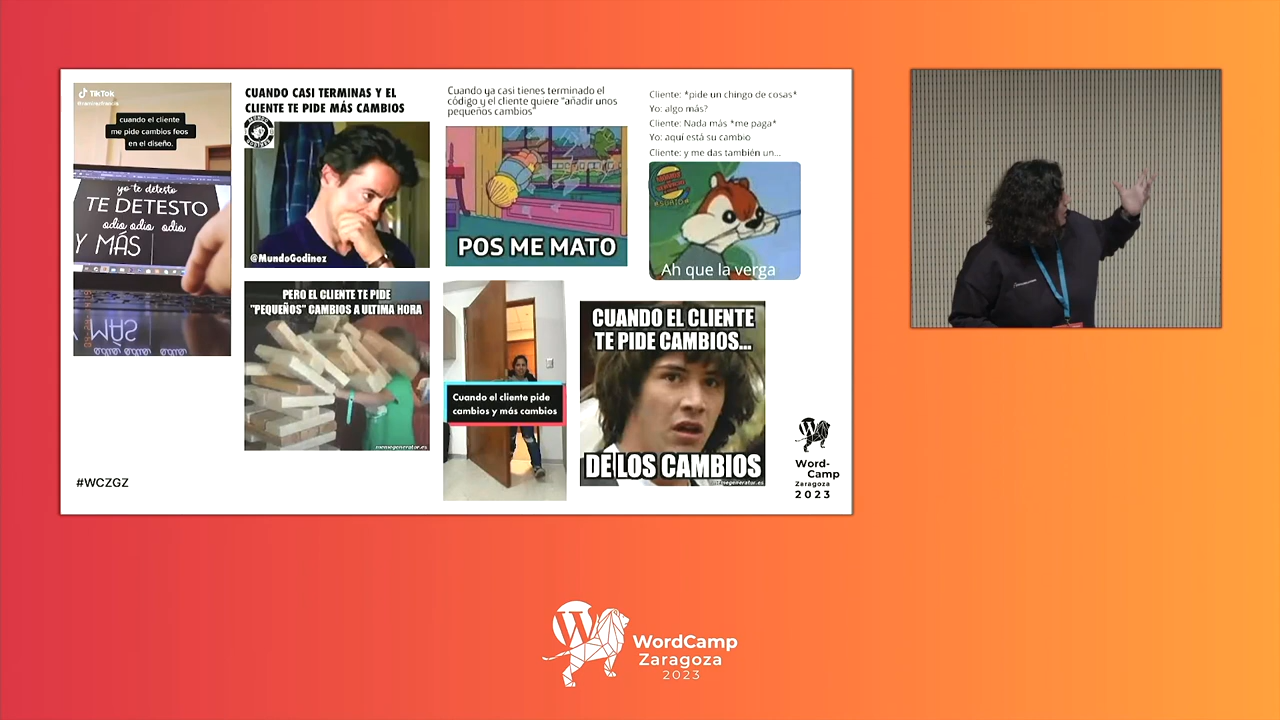 TikTok
cuando el cliente
me pide cambios feos
en el diseño.
yo te detesto
TE DETESTO
odio odio odio
Y MÁS
CUANDO CASI TERMINAS Y EL
CLIENTE TE PIDE MÁS CAMBIOS
@MundoGodinez
Cuando ya casi tienes terminado el
código y el cliente quiere "añadir unos
pequeños cambios"
POS ME MATO
Cliente: *pide un chingo de cosas*
Yo: algo más?
Cliente: Nada más *me paga*
Yo: aquí está su cambio
Cliente: y me das también un...
Ah que la verga
PERO EL CLIENTE TE PIDE
"PEQUEÑOS" CAMBIOS A ULTIMA HORA
memegenerator.es
Cuando el cliente pide
cambios y más cambios
CUANDO EL CLIENTE
TE PIDE CAMBIOS...
DE LOS CAMBIOS
memegenerator.es
#WCZGZ
Word-
Camp
Zaragoza
2023
WordCamp
Zaragoza
2023